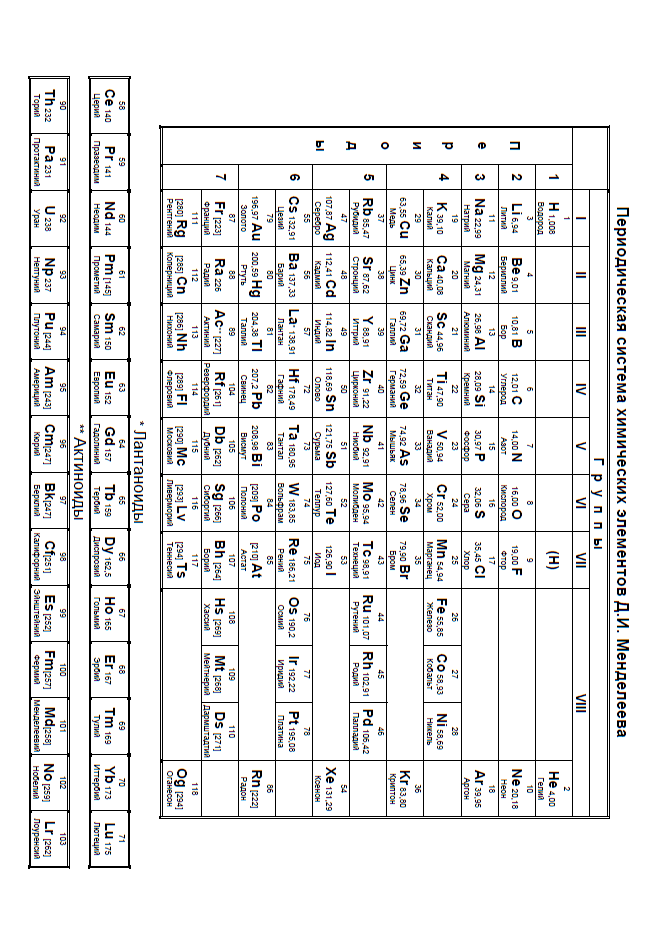 Периодическая система химических элементов Д.И. Менделеева
Г р у п п ы
I II III IV V VI VII VIII
П е р и о д ы
1
1 2
H 1,008 (H) He 4,00
Водород Гелий
2
3 4 5 6 7 8 9 10
Li 6,94 Be 9,01 10,81 B 12,01 C 14,00 N 16,00 O 19,00 F Ne 20,18
Литий Берилий Бор Углерод Азот Кислород Фтор Неон
3
11 12 13 14 15 16 17 18
Na 22,99 Mg 24,31 26,98 Al 28,09 Si 30,97 P 32,06 S 35,45 Cl Ar 39,95
Натрий Магний Алюминий Кремний Фосфор Сера Хлор Аргон
4
19 20 21 22 23 24 25 26 27 28
K 39,10 Ca 40,08 Sc 44,96 Ti 47,90 V 50,94 Cr 52,00 Mn 54,94 Fe 55,85 Co 58,93 Ni 58,69
Калий Кальций Скандий Титан Ванадий Хром Марганец Железо Кобальт Никель
29 30 31 32 33 34 35 36
63,55 Cu 65,39 Zn 69,72 Ga 72,59 Ge 74,92 As 78,96 Se 79,90 Br Kr 83,80
Медь Цинк Галлий Германий Мышьяк Селен Бром Криптон
5
37 38 39 40 41 42 43 44 45 46
Rb 85,47 Sr 87,62 Y 88,91 Zr 91,22 Nb 92,91 Mo 95,94 Tc 98,91 Ru 101,07 Rh 102,91 Pd 106,42
Рубидий Стронций Иттрий Цирконий Ниобий Молибден Технеций Рутений Родий Палладий
47 48 49 50 51 52 53 54
107,87 Ag 112,41 Cd 114,82 In 118,69 Sn 121,75 Sb 127,60 Te 126,90 I Xe 131,29
Серебро Кадмий Индий Олово Сурьма Теллур Иод Ксенон
6
55 56 57 72 73 74 75 76 77 78
Cs 132,91 Ba 137,33 La* 138,91 Hf 178,49 Ta 180,95 W 183,85 Re 186,21 Os 190,2 Ir 192,22 Pt 195,08
Цезий Барий Лантан Гафний Тантал Вольфрам Рений Осмий Иридий Платина
79 80 81 82 83 84 85 86
196,97 Au 200,59 Hg 204,38 Tl 207,2 Pb 208,98 Bi [209] Po [210] At Rn [222]
Золото Ртуть Таллий Свинец Висмут Полоний Астат Радон
7
87 88 89 104 105 106 107 108 109 110
Fr [223] Ra 226 Ac** [227] Rf [261] Db [262] Sg [266] Bh [264] Hs [269] Mt [268] Ds [271]
Франций Радий Актиний Резерфордий Дубний Сиборгий Борий Хассий Мейтнерий Дармштадтий
111 112 113 114 115 116 117 118
[280] Rg [285] Cn [286] Nh [289] Fl [290] Mc [293] Lv [294] Ts Og [294]
Рентгений Коперниций Нихоний Флеровий Московий Ливерморий Теннесий Оганесон
* Лантаноиды
58 59 60 61 62 63 64 65 66 67 68 69 70 71
Ce 140 Pr 141 Nd 144 Pm [145] Sm 150 Eu 152 Gd 157 Tb 159 Dy 162,5 Ho 165 Er 167 Tm 169 Yb 173 Lu 175
Церий Празеодим Неодим Прометий Самарий Европий Гадолиний Тербий Диспрозий Гольмий Эрбий Тулий Иттербий Лютеций
** Актиноиды
90 91 92 93 94 95 96 97 98 99 100 101 102 103
Th 232 Pa 231 U 238 Np 237 Pu [244] Am [243] Cm [247] Bk [247] Cf [251] Es [252] Fm [257] Md [258] No [259] Lr [262]
Торий Протактиний Уран Нептуний Плутоний Америций Кюрий Берклий Калифорний Эйнштейний Фермий Менделеевий Нобелий Лоуренсий